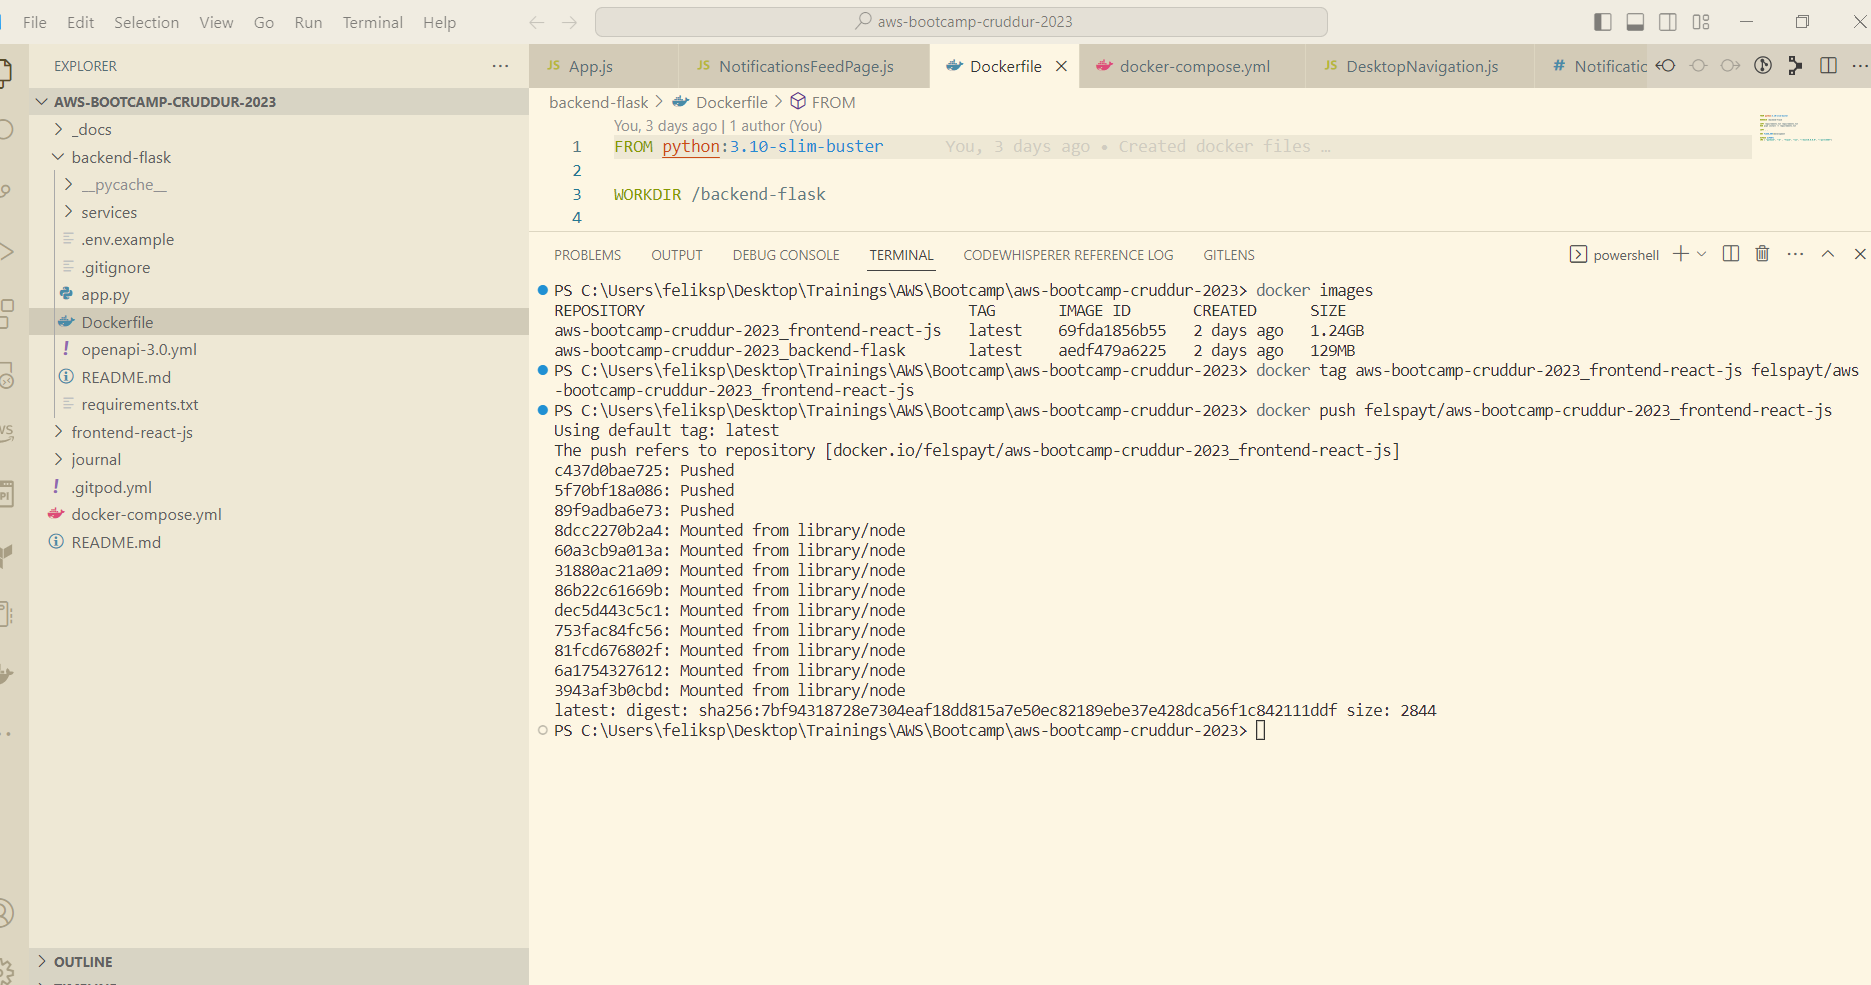 File Edit Selection View Go Run Terminal Help
aws-bootcamp-cruddur-2023
EXPLORER
AWS-BOOTCAMP-CRUDDUR-2023
_docs
backend-flask
__pycache__
services
.env.example
.gitignore
app.py
Dockerfile
openapi-3.0.yml
README.md
requirements.txt
frontend-react-js
journal
.gitpod.yml
docker-compose.yml
README.md
OUTLINE
JS App.js
JS NotificationsFeedPage.js
Dockerfile
docker-compose.yml
JS DesktopNavigation.js
# Notificatic
backend-flask > Dockerfile > FROM
You, 3 days ago | 1 author (You)
1 FROM python:3.10-slim-buster You, 3 days ago • Created docker files …
2
3 WORKDIR /backend-flask
4
PROBLEMS OUTPUT DEBUG CONSOLE TERMINAL CODEWHISPERER REFERENCE LOG GITLENS
powershell
PS C:\Users\feliksp\Desktop\Trainings\AWS\Bootcamp\aws-bootcamp-cruddur-2023> docker images
REPOSITORY TAG IMAGE ID CREATED SIZE
aws-bootcamp-cruddur-2023_frontend-react-js latest 69fda1856b55 2 days ago 1.24GB
aws-bootcamp-cruddur-2023_backend-flask latest aedf479a6225 2 days ago 129MB
PS C:\Users\feliksp\Desktop\Trainings\AWS\Bootcamp\aws-bootcamp-cruddur-2023> docker tag aws-bootcamp-cruddur-2023_frontend-react-js felspayt/aws
-bootcamp-cruddur-2023_frontend-react-js
PS C:\Users\feliksp\Desktop\Trainings\AWS\Bootcamp\aws-bootcamp-cruddur-2023> docker push felspayt/aws-bootcamp-cruddur-2023_frontend-react-js
Using default tag: latest
The push refers to repository [docker.io/felspayt/aws-bootcamp-cruddur-2023_frontend-react-js]
c437d0bae725: Pushed
5f70bf18a086: Pushed
89f9adba6e73: Pushed
8dcc2270b2a4: Mounted from library/node
60a3cb9a013a: Mounted from library/node
31880ac21a09: Mounted from library/node
86b22c61669b: Mounted from library/node
dec5d443c5c1: Mounted from library/node
753fac84fc56: Mounted from library/node
81fcd676802f: Mounted from library/node
6a1754327612: Mounted from library/node
3943af3b0cbd: Mounted from library/node
latest: digest: sha256:7bf94318728e7304eaf18dd815a7e50ec82189ebe37e428dca56f1c842111ddf size: 2844
PS C:\Users\feliksp\Desktop\Trainings\AWS\Bootcamp\aws-bootcamp-cruddur-2023>